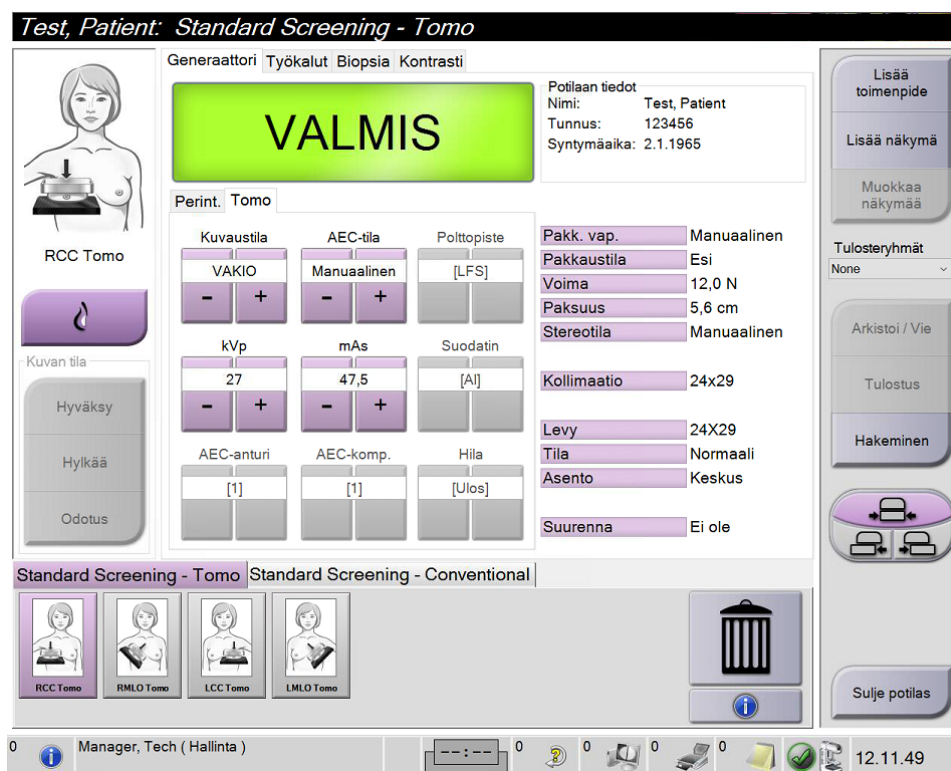 Test, Patient: Standard Screening - Tomo
Generaattori Työkalut Biopsia Kontrasti
VALMIS
Potilaan tiedot
Nimi: Test, Patient
Tunnus: 123456
Syntymäaika: 2.1.1965
RCC Tomo
Kuvan tila
Hyväksy
Hylkää
Odotus
Perint. Tomo
Kuvaustila AEC-tila Polttopiste
VAKIO Manuaalinen [LFS]
- + - +
kVp mAs Suodatin
27 47,5 [Al]
- + - +
AEC-anturi AEC-komp. Hila
[1] [1] [Ulos]
Pakk. vap. Manuaalinen
Pakkaustila Esi
Voima 12,0 N
Paksuus 5,6 cm
Stereotila Manuaalinen
Kollimaatio 24x29
Levy 24X29
Tila Normaali
Asento Keskus
Suurenna Ei ole
Lisää
toimenpide
Lisää näkymä
Muokkaa
näkymää
Tulosteryhmät
None
Arkistoi / Vie
Tulostus
Hakeminen
Standard Screening - Tomo Standard Screening - Conventional
RCC Tomo RMLO Tomo LCC Tomo LMLO Tomo
Sulje potilas
0 Manager, Tech ( Hallinta ) --:-- 0 0 0 0 12.11.49